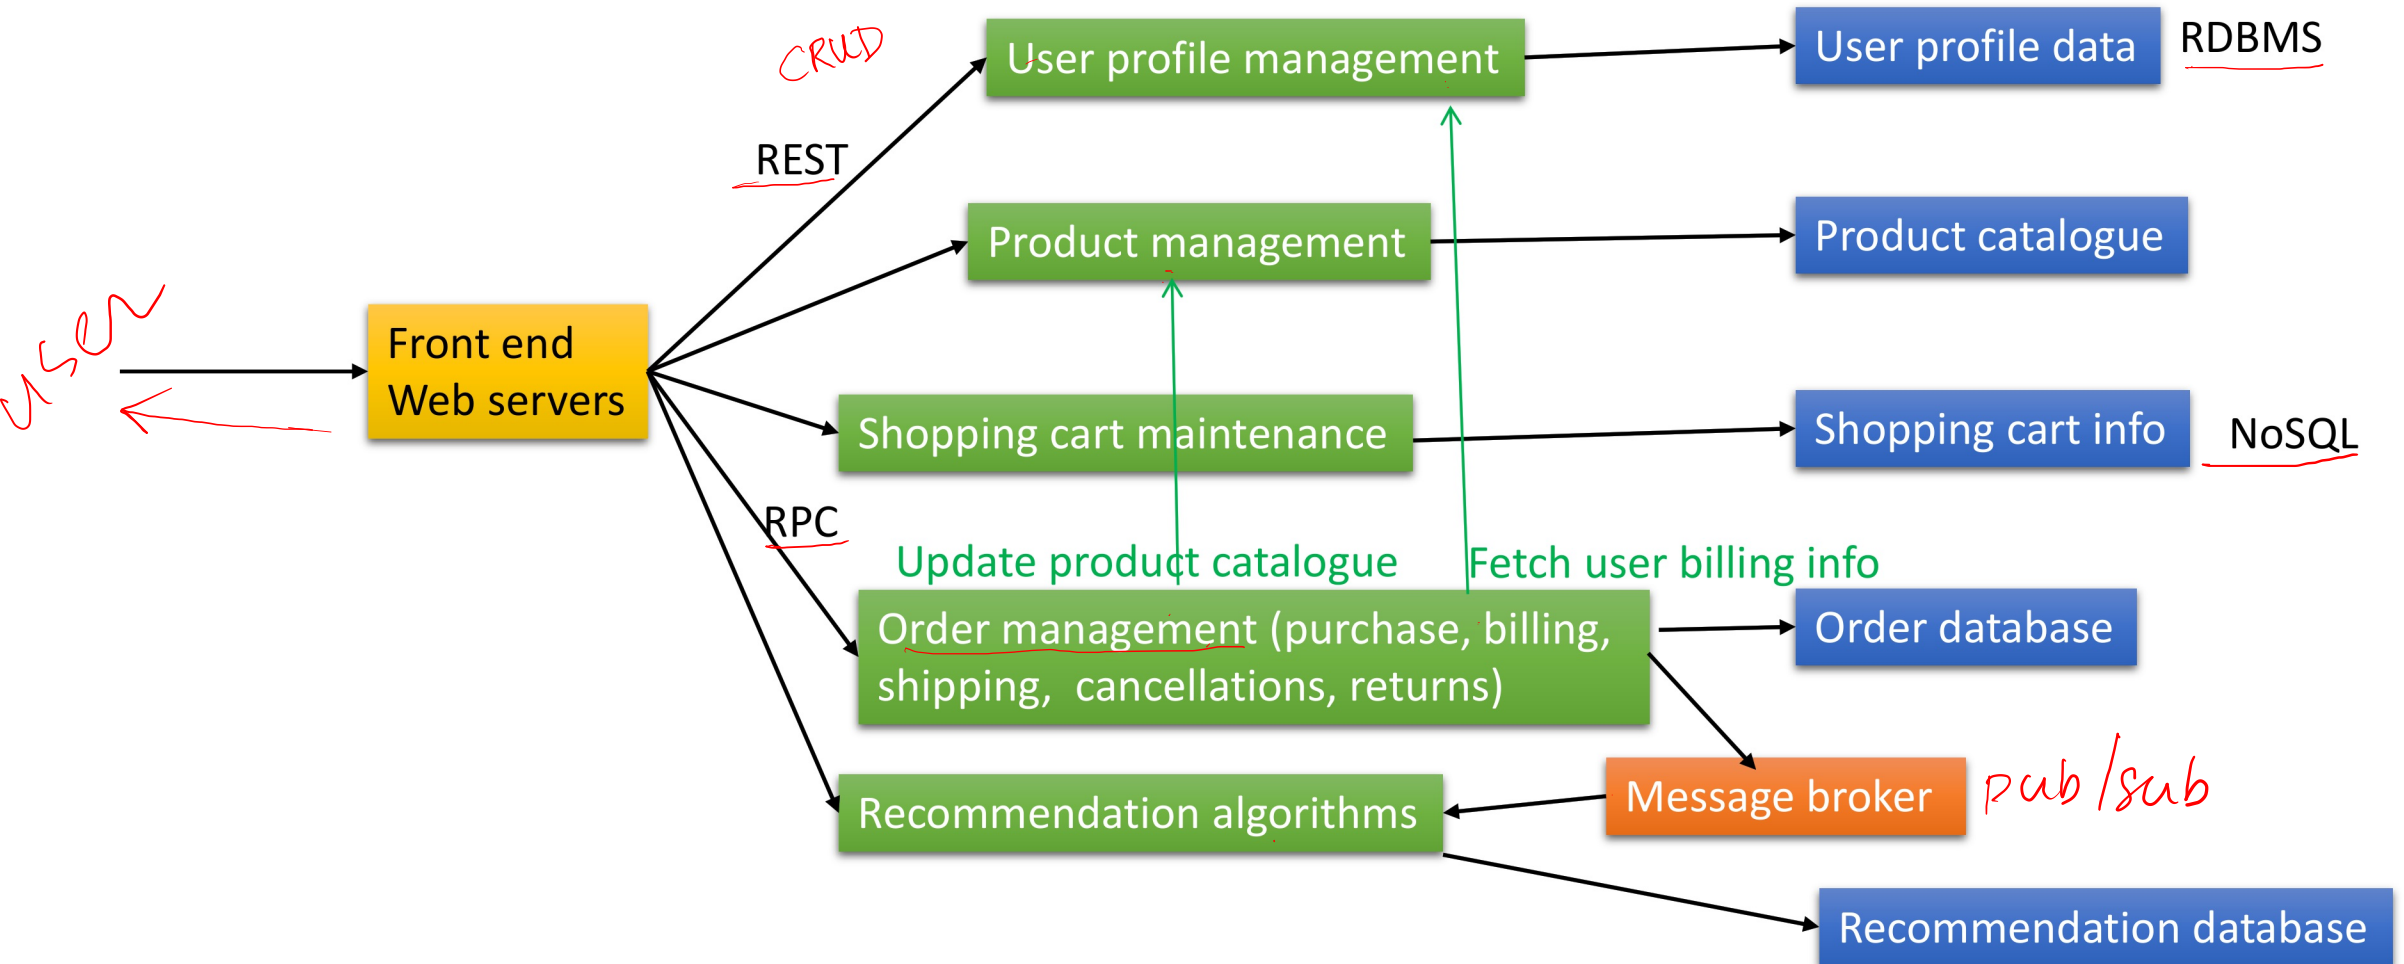 CRUD
User profile management
User profile data
RDBMS
REST
Product management
Product catalogue
user
Front end
Web servers
Shopping cart maintenance
Shopping cart info
NoSQL
RPC
Update product catalogue
Fetch user billing info
Order management (purchase, billing,
shipping, cancellations, returns)
Order database
Recommendation algorithms
Message broker
pub/sub
Recommendation database